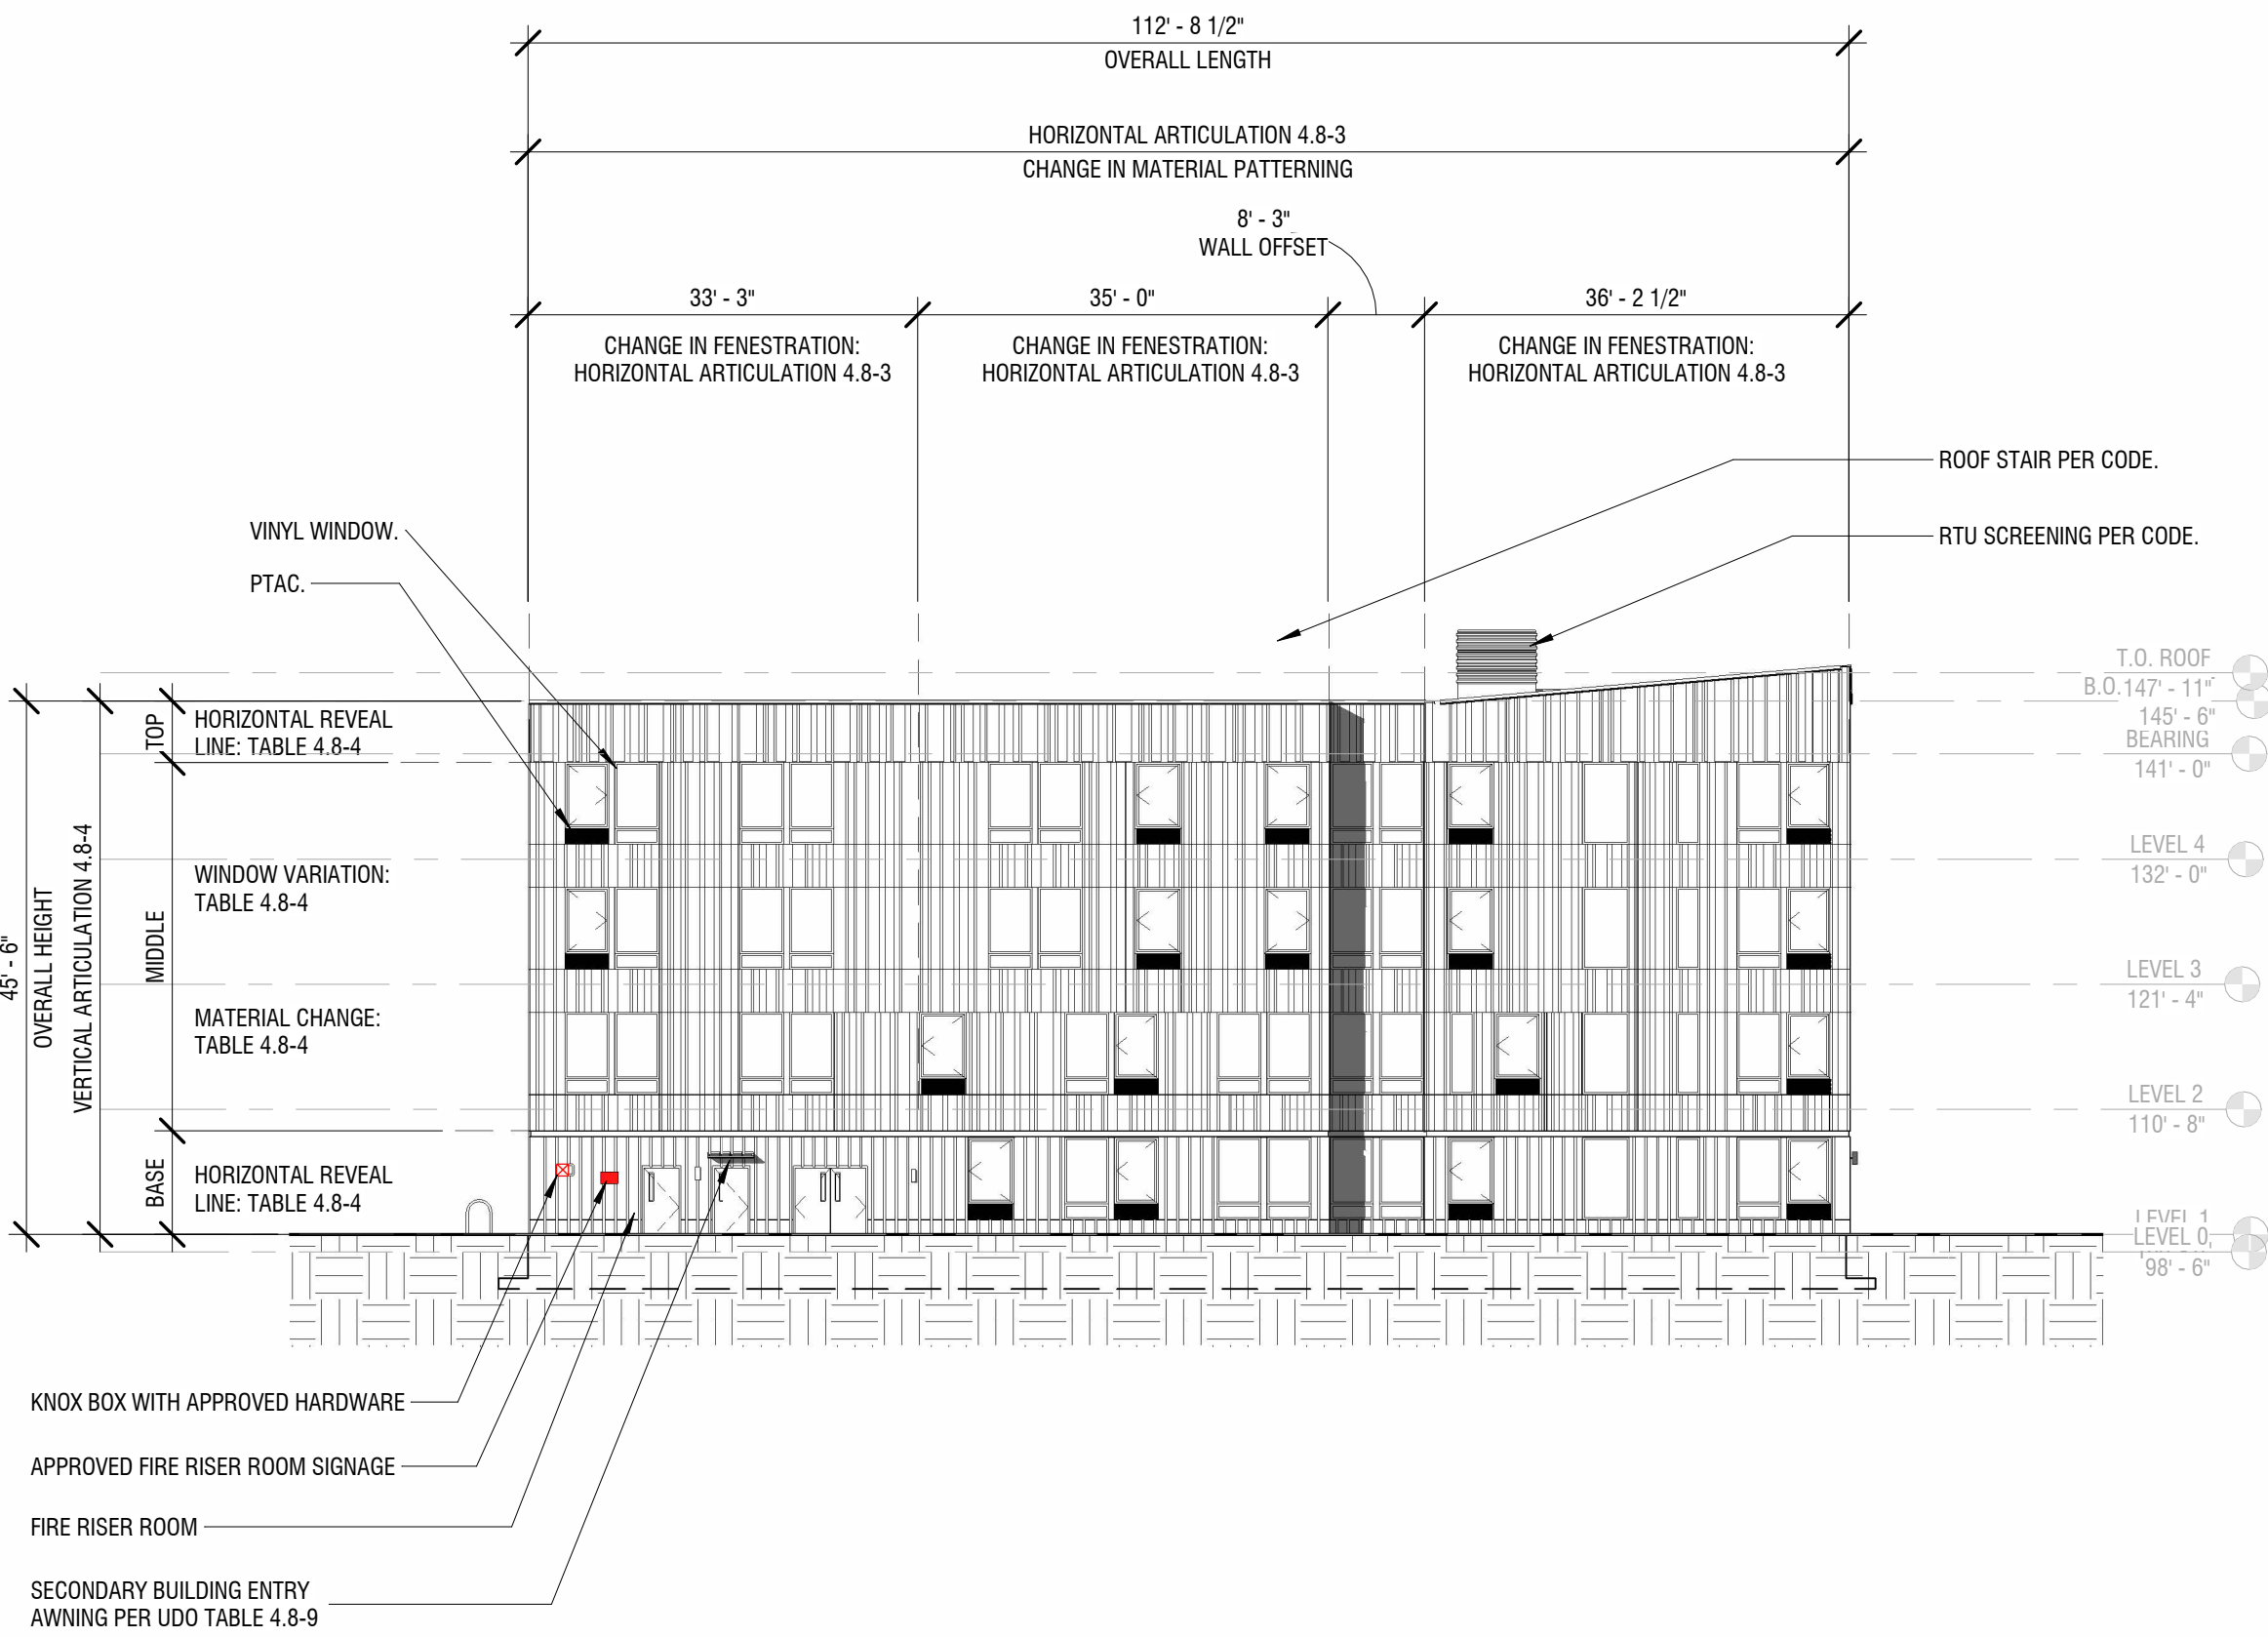 112' - 8 1/2"
OVERALL LENGTH
HORIZONTAL ARTICULATION 4.8-3
CHANGE IN MATERIAL PATTERNING
8' - 3"
WALL OFFSET
33' - 3"
CHANGE IN FENESTRATION:
HORIZONTAL ARTICULATION 4.8-3
35' - 0"
CHANGE IN FENESTRATION:
HORIZONTAL ARTICULATION 4.8-3
36' - 2 1/2"
CHANGE IN FENESTRATION:
HORIZONTAL ARTICULATION 4.8-3
ROOF STAIR PER CODE.
RTU SCREENING PER CODE.
VINYL WINDOW.
PTAC.
45' - 6"
OVERALL HEIGHT
VERTICAL ARTICULATION 4.8-4
TOP
HORIZONTAL REVEAL
LINE: TABLE 4.8-4
MIDDLE
WINDOW VARIATION:
TABLE 4.8-4
MATERIAL CHANGE:
TABLE 4.8-4
BASE
HORIZONTAL REVEAL
LINE: TABLE 4.8-4
T.O. ROOF
147' - 11"
B.O.
145' - 6"
BEARING
141' - 0"
LEVEL 4
132' - 0"
LEVEL 3
121' - 4"
LEVEL 2
110' - 8"
LEVEL 1
LEVEL 0
98' - 6"
KNOX BOX WITH APPROVED HARDWARE
APPROVED FIRE RISER ROOM SIGNAGE
FIRE RISER ROOM
SECONDARY BUILDING ENTRY
AWNING PER UDO TABLE 4.8-9